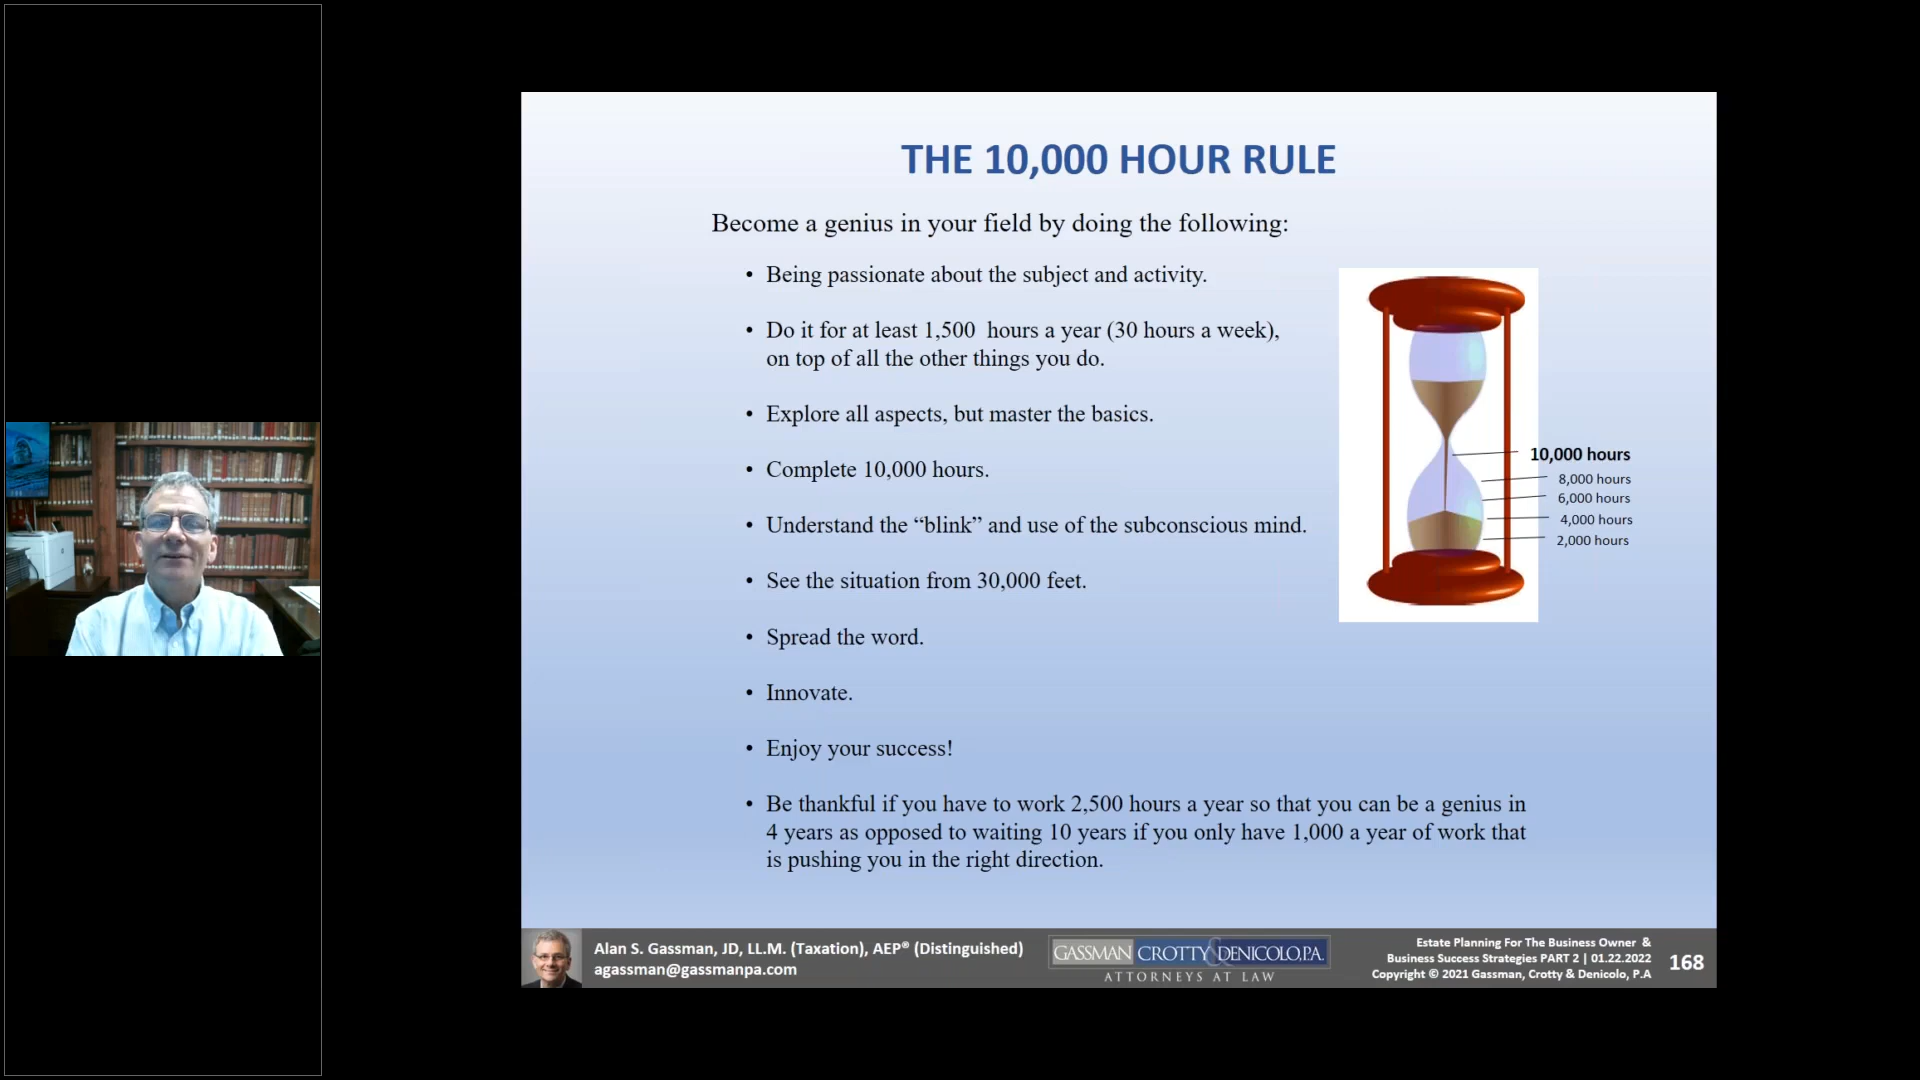 THE 10,000 HOUR RULE
Become a genius in your field by doing the following:
• Being passionate about the subject and activity.
• Do it for at least 1,500 hours a year (30 hours a week),
on top of all the other things you do.
• Explore all aspects, but master the basics.
• Complete 10,000 hours.
• Understand the “blink” and use of the subconscious mind.
• See the situation from 30,000 feet.
• Spread the word.
• Innovate.
• Enjoy your success!
• Be thankful if you have to work 2,500 hours a year so that you can be a genius in
4 years as opposed to waiting 10 years if you only have 1,000 a year of work that
is pushing you in the right direction.
10,000 hours
8,000 hours
6,000 hours
4,000 hours
2,000 hours
Alan S. Gassman, JD, LL.M. (Taxation), AEP® (Distinguished)
agassman@gassmanpa.com
GASSMAN CROTTY & DENICOLO, P.A.
ATTORNEYS AT LAW
Estate Planning For The Business Owner &
Business Success Strategies PART 2 | 01.22.2022
Copyright © 2021 Gassman, Crotty & Denicolo, P.A
168